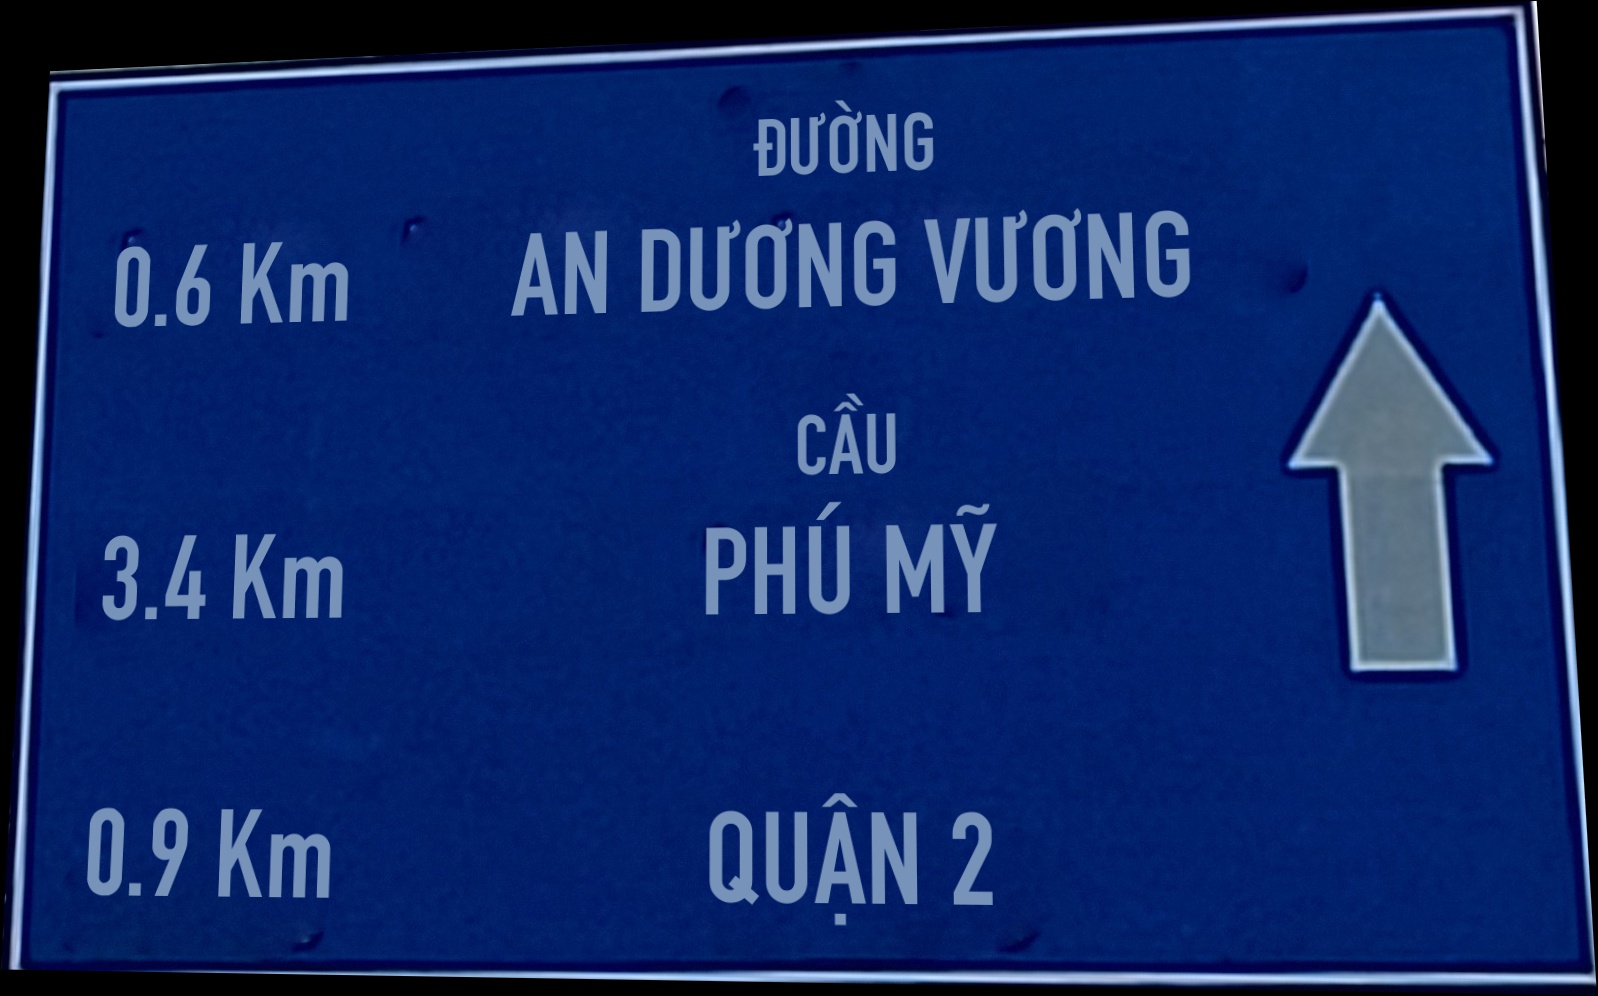 ĐƯỜNG
0.6 Km AN DƯƠNG VƯƠNG
CẦU
3.4 Km PHÚ MỸ
0.9 Km QUẬN 2